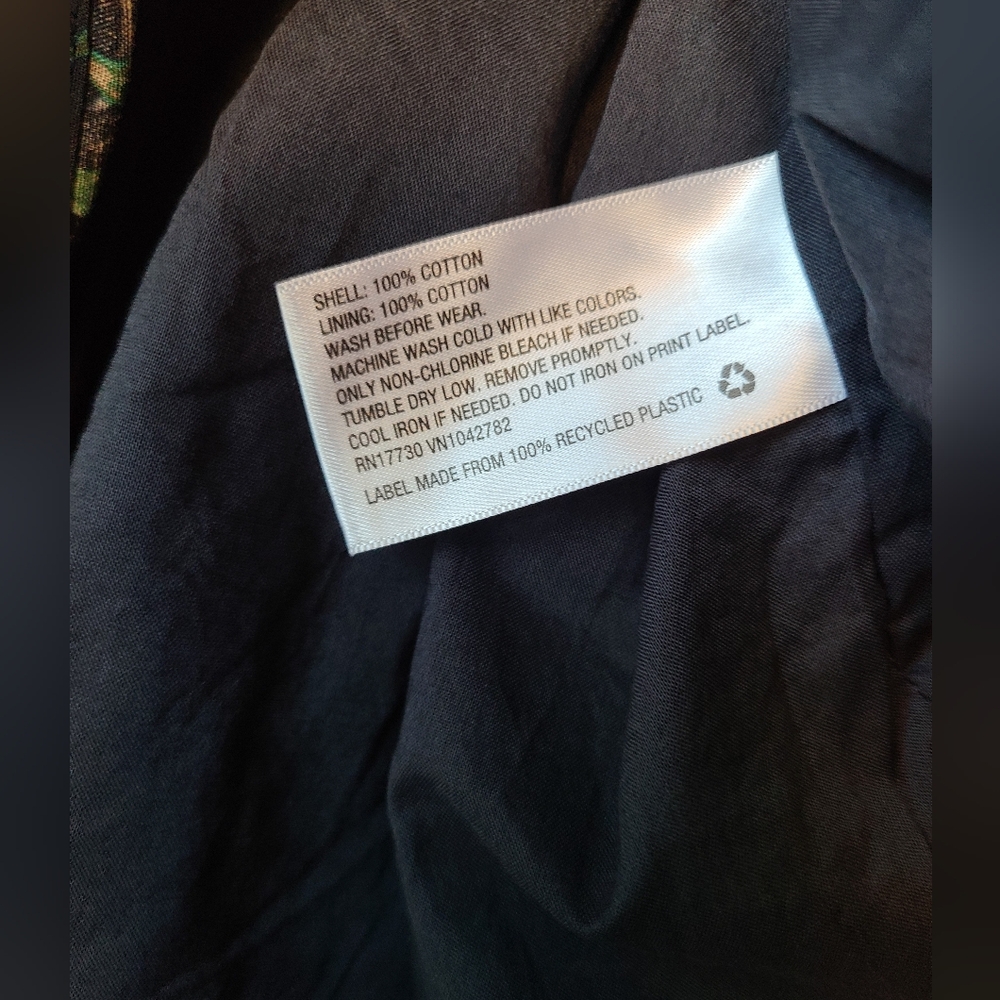 SHELL: 100% COTTON
LINING: 100% COTTON
WASH BEFORE WEAR.
MACHINE WASH COLD WITH LIKE COLORS.
ONLY NON-CHLORINE BLEACH IF NEEDED.
TUMBLE DRY LOW. REMOVE PROMPTLY.
COOL IRON IF NEEDED. DO NOT IRON ON PRINT LABEL.
RN17730 VN1042782
LABEL MADE FROM 100% RECYCLED PLASTIC